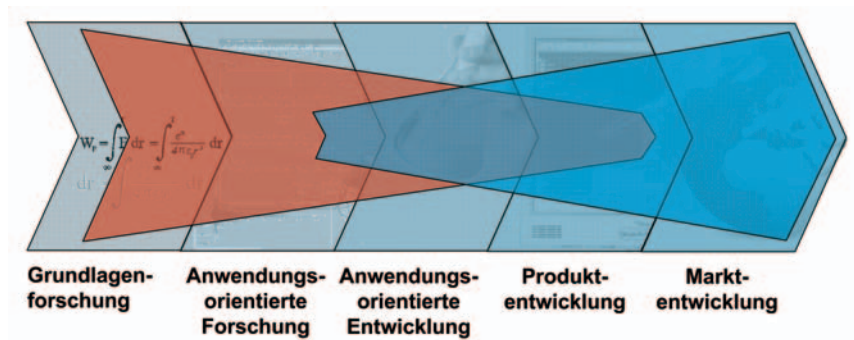 Grundlagen-
forschung
Anwendungs-
orientierte
Forschung
Anwendungs-
orientierte
Entwicklung
Produkt-
entwicklung
Markt-
entwicklung